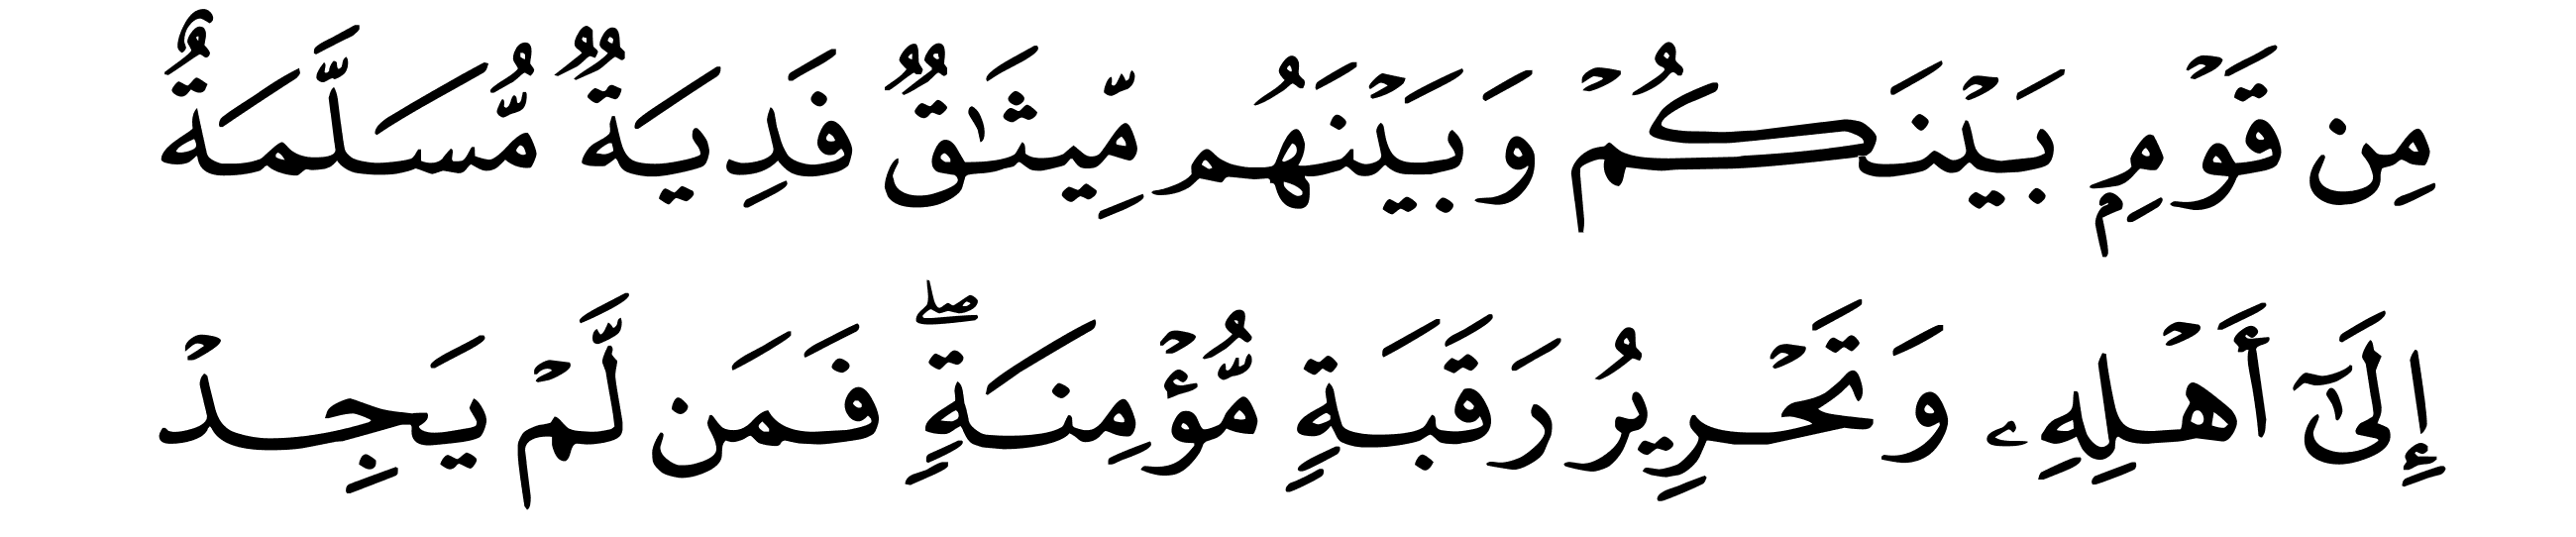 مِن قَوْمٍۭ بَيْنَكُمْ وَبَيْنَهُم مِّيثَٰقٌ فَدِيَةٌ مُّسَلَّمَةٌ
إِلَىٰٓ أَهْلِهِۦ وَتَحْرِيرُ رَقَبَةٍ مُّؤْمِنَةٍۖ فَمَن لَّمْ يَجِدْ